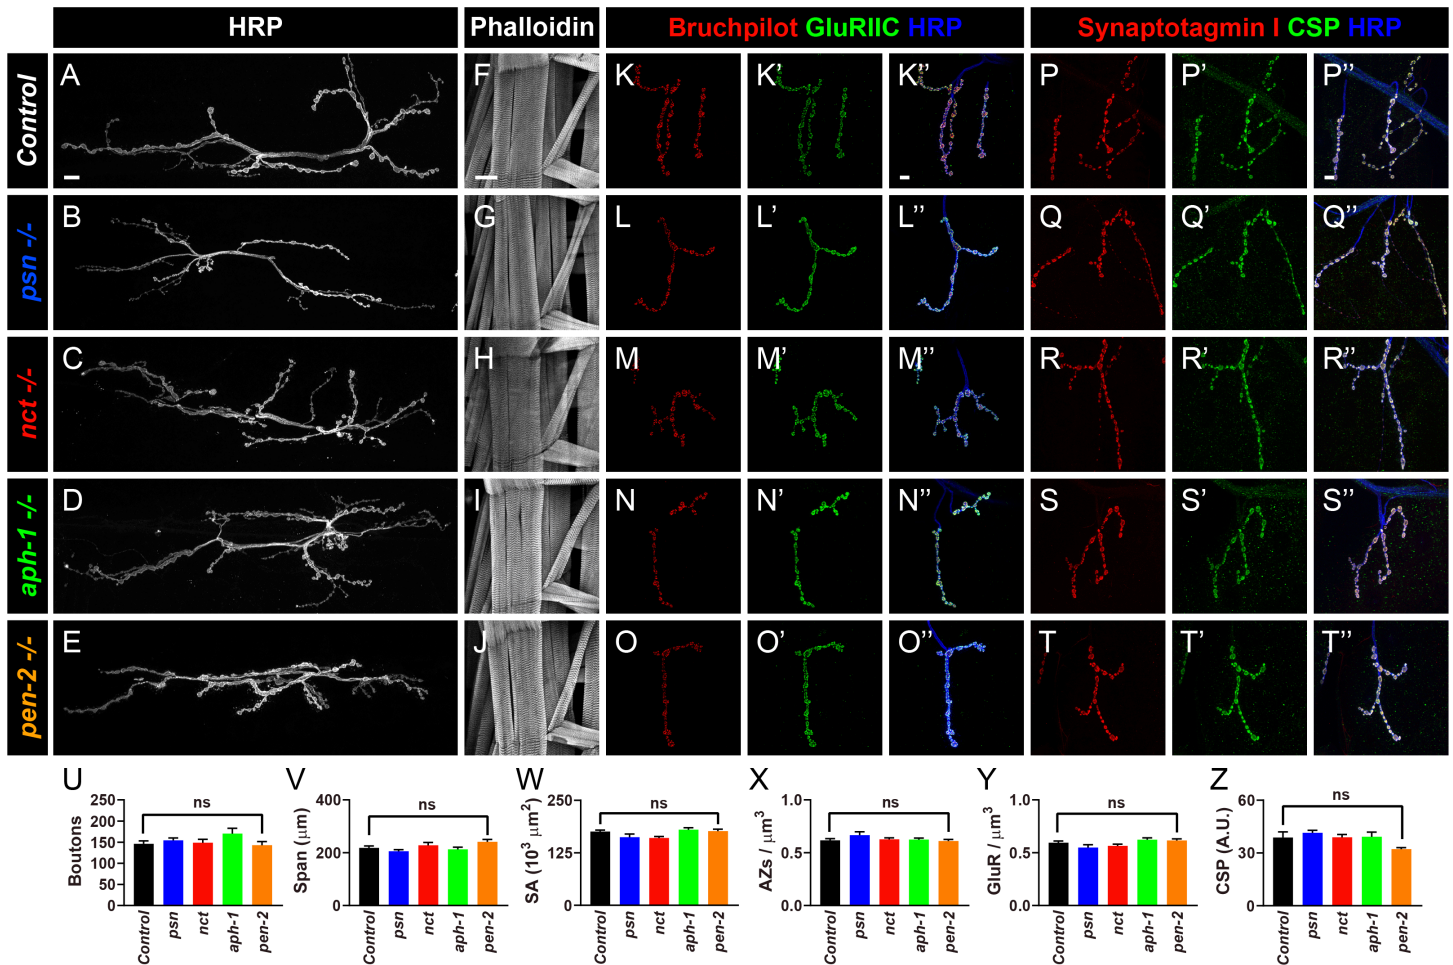 HRP Phalloidin Bruchpilot GluRIIC HRP Synaptotagmin I CSP HRP
Control A F K K’ K’’ P P’ P’’
psn -/- B G L L’ L’’ Q Q’ Q’’
nct -/- C H M M’ M’’ R R’ R’’
aph-1 -/- D I N N’ N’’ S S’ S’’
pen-2 -/- E J O O’ O’’ T T’ T’’
U
Boutons
250
200
150
100
50
0
ns
Control psn nct aph-1 pen-2
V
Span (μm)
400
200
0
ns
Control psn nct aph-1 pen-2
W
SA (10³ μm²)
250
125
0
ns
Control psn nct aph-1 pen-2
X
AZs / μm³
1.0
0.5
0.0
ns
Control psn nct aph-1 pen-2
Y
GluR / μm³
1.0
0.5
0.0
ns
Control psn nct aph-1 pen-2
Z
CSP (A.U.)
60
30
0
ns
Control psn nct aph-1 pen-2